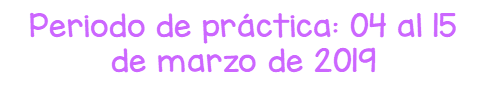 Periodo de práctica: 04 al 15
de marzo de 2019